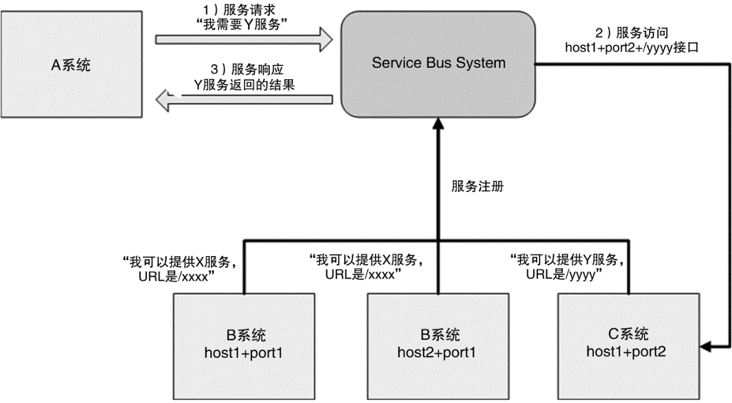 1）服务请求
“我需要Y服务”
A系统
3）服务响应
Y服务返回的结果
Service Bus System
2）服务访问
host1+port2+/yyyy接口
服务注册
“我可以提供X服务，
URL是/xxxx”
“我可以提供X服务，
URL是/xxxx”
“我可以提供Y服务，
URL是/yyyy”
B系统
host1+port1
B系统
host2+port1
C系统
host1+port2